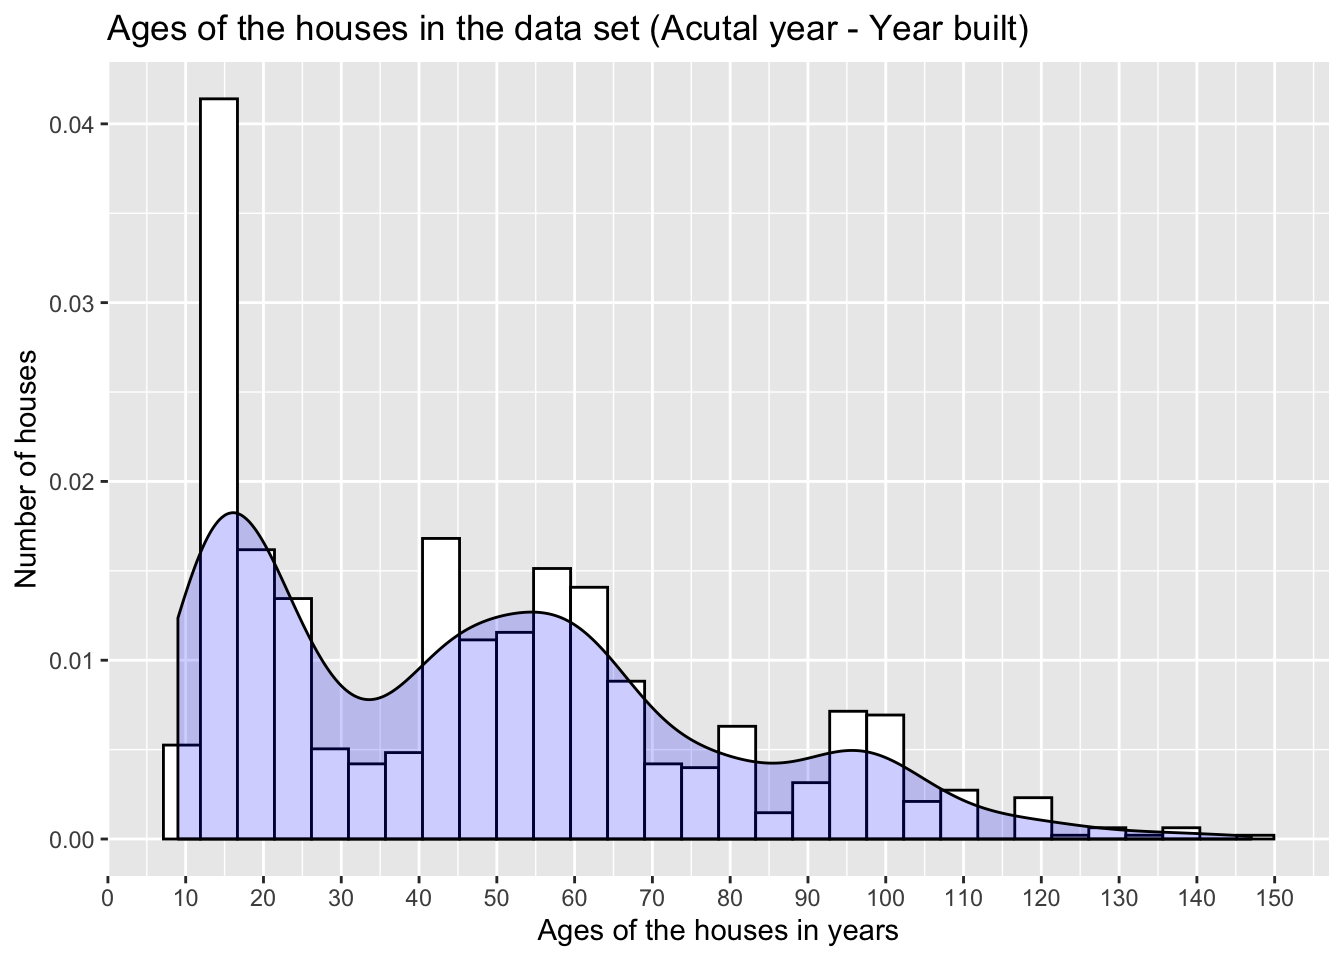 Ages of the houses in the data set (Acutal year - Year built)
Number of houses
0.04
0.03
0.02
0.01
0.00
0 10 20 30 40 50 60 70 80 90 100 110 120 130 140 150
Ages of the houses in years